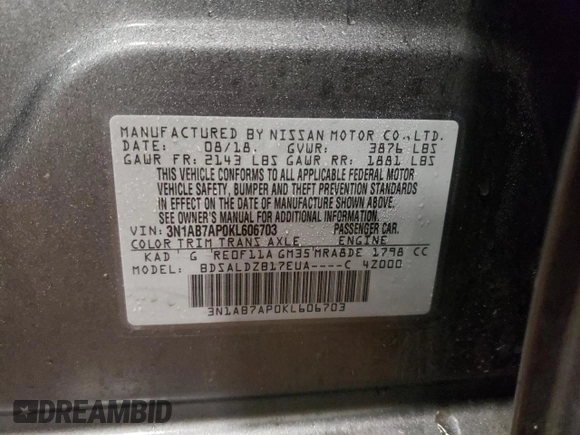 MANUFACTURED BY NISSAN MOTOR CO.,LTD.
DATE: 08/18. GVWR: 3876 LBS
GAWR FR: 2143 LBS GAWR RR: 1881 LBS
THIS VEHICLE CONFORMS TO ALL APPLICABLE FEDERAL MOTOR
VEHICLE SAFETY, BUMPER AND THEFT PREVENTION STANDARDS
IN EFFECT ON THE DATE OF MANUFACTURE SHOWN ABOVE.
SEE OWNER'S MANUAL FOR ADDITIONAL INFORMATION.
VIN: 3N1AB7AP0KL606703 PASSENGER CAR.
COLOR TRIM TRANS AXLE ENGINE
KAD G RE0F11A GM35 MRA8DE 1798 CC
MODEL: BDSALDZB17EUA----C 4Z000
3N1AB7AP0KL606703
DREAMBID